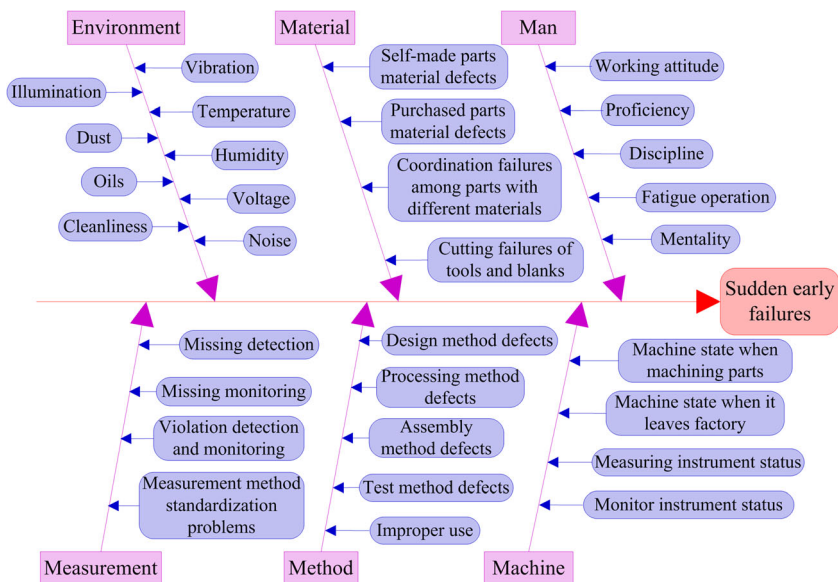 Environment
Material
Man
Vibration
Illumination
Temperature
Dust
Humidity
Oils
Voltage
Cleanliness
Noise
Self-made parts
material defects
Purchased parts
material defects
Coordination failures
among parts with
different materials
Cutting failures of
tools and blanks
Working attitude
Proficiency
Discipline
Fatigue operation
Mentality
Sudden early
failures
Missing detection
Missing monitoring
Violation detection
and monitoring
Measurement method
standardization
problems
Design method defects
Processing method
defects
Assembly
method defects
Test method defects
Improper use
Machine state when
machining parts
Machine state when it
leaves factory
Measuring instrument status
Monitor instrument status
Measurement
Method
Machine